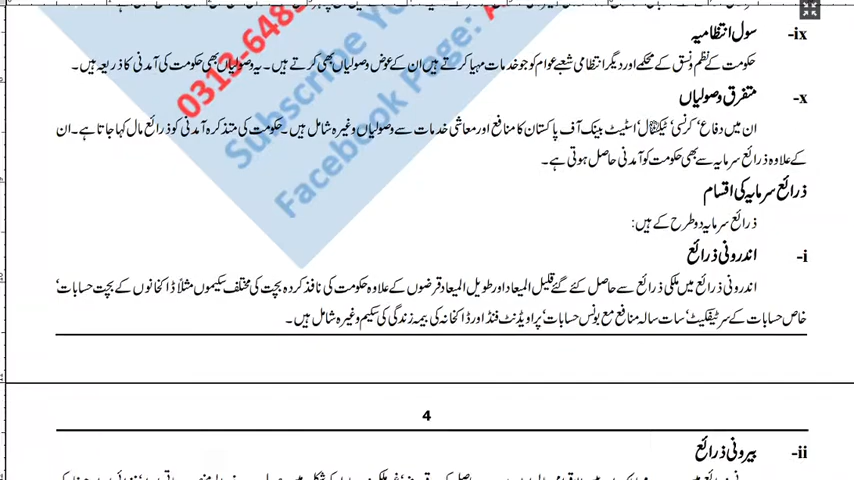 ix- سول انتظامیہ
حکومت کے نظم و نسق کے محکمے اور دیگر انتظامی شعبے عوام کو جو خدمات مہیا کرتے ہیں ان کے عوض وصولیاں بھی کرتے ہیں۔ یہ وصولیاں بھی حکومت کی آمدنی کا ذریعہ ہیں۔
x- متفرق وصولیاں
ان میں دفاع‘ کرنسی‘ اسٹیٹ بینک آف پاکستان کا منافع اور معاشی خدمات سے وصولیاں وغیرہ شامل ہیں۔ حکومت کی متذکرہ آمدنی کو ذرائع مال کہا جاتا ہے۔ ان
کے علاوہ ذرائع سرمایہ سے بھی حکومت کو آمدنی حاصل ہوتی ہے۔
ذرائع سرمایہ کی اقسام
ذرائع سرمایہ دو طرح کے ہیں:
i- اندرونی ذرائع
اندرونی ذرائع میں ملکی ذرائع سے حاصل کئے گئے قلیل المیعاد اور طویل المیعاد قرضوں کے علاوہ حکومت کی نافذ کردہ بچت کی مختلف سکیموں مثلاً ڈاکخانوں کے بچت حسابات‘
خاص حسابات کے سرٹیفکیٹ‘ سات سالہ منافع مع بونس حسابات‘ پراویڈنٹ فنڈ اور ڈاکخانہ کی بیمہ زندگی کی سکیم وغیرہ شامل ہیں۔
4
ii- بیرونی ذرائع
0313-648
Subscribe Yo
Facebook Page: